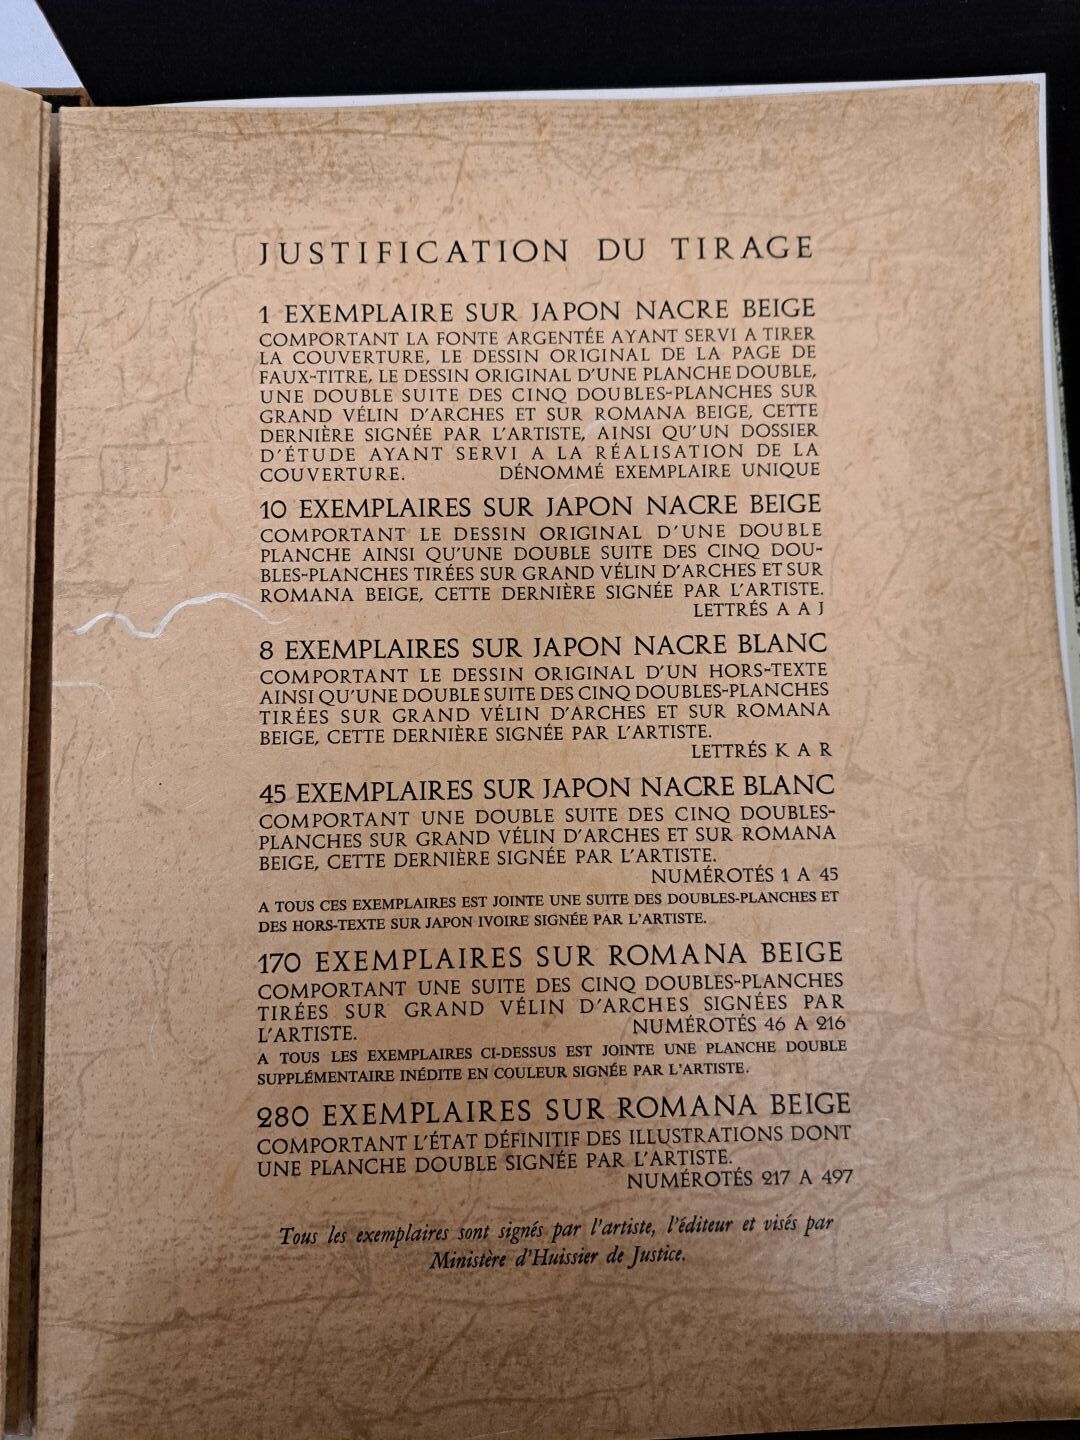 JUSTIFICATION DU TIRAGE
1 EXEMPLAIRE SUR JAPON NACRE BEIGE
COMPORTANT LA FONTE ARGENTÉE AYANT SERVI A TIRER
LA COUVERTURE, LE DESSIN ORIGINAL DE LA PAGE DE
FAUX-TITRE, LE DESSIN ORIGINAL D'UNE PLANCHE DOUBLE,
UNE DOUBLE SUITE DES CINQ DOUBLES-PLANCHES SUR
GRAND VÉLIN D'ARCHES ET SUR ROMANA BEIGE, CETTE
DERNIÈRE SIGNÉE PAR L'ARTISTE, AINSI QU'UN DOSSIER
D'ÉTUDE AYANT SERVI A LA RÉALISATION DE LA
COUVERTURE. DÉNOMMÉ EXEMPLAIRE UNIQUE
10 EXEMPLAIRES SUR JAPON NACRE BEIGE
COMPORTANT LE DESSIN ORIGINAL D'UNE DOUBLE
PLANCHE AINSI QU'UNE DOUBLE SUITE DES CINQ DOU-
BLES-PLANCHES TIRÉES SUR GRAND VÉLIN D'ARCHES ET SUR
ROMANA BEIGE, CETTE DERNIÈRE SIGNÉE PAR L'ARTISTE.
LETTRÉS A A J
8 EXEMPLAIRES SUR JAPON NACRE BLANC
COMPORTANT LE DESSIN ORIGINAL D'UN HORS-TEXTE
AINSI QU'UNE DOUBLE SUITE DES CINQ DOUBLES-PLANCHES
TIRÉES SUR GRAND VÉLIN D'ARCHES ET SUR ROMANA
BEIGE, CETTE DERNIÈRE SIGNÉE PAR L'ARTISTE.
LETTRÉS K A R
45 EXEMPLAIRES SUR JAPON NACRE BLANC
COMPORTANT UNE DOUBLE SUITE DES CINQ DOUBLES-
PLANCHES SUR GRAND VÉLIN D'ARCHES ET SUR ROMANA
BEIGE, CETTE DERNIÈRE SIGNÉE PAR L'ARTISTE.
NUMÉROTÉS 1 A 45
A TOUS CES EXEMPLAIRES EST JOINTE UNE SUITE DES DOUBLES-PLANCHES ET
DES HORS-TEXTE SUR JAPON IVOIRE SIGNÉE PAR L'ARTISTE.
170 EXEMPLAIRES SUR ROMANA BEIGE
COMPORTANT UNE SUITE DES CINQ DOUBLES-PLANCHES
TIRÉES SUR GRAND VÉLIN D'ARCHES SIGNÉES PAR
L'ARTISTE. NUMÉROTÉS 46 A 216
A TOUS LES EXEMPLAIRES CI-DESSUS EST JOINTE UNE PLANCHE DOUBLE
SUPPLÉMENTAIRE INÉDITE EN COULEUR SIGNÉE PAR L'ARTISTE.
280 EXEMPLAIRES SUR ROMANA BEIGE
COMPORTANT L'ÉTAT DÉFINITIF DES ILLUSTRATIONS DONT
UNE PLANCHE DOUBLE SIGNÉE PAR L'ARTISTE.
NUMÉROTÉS 217 A 497
Tous les exemplaires sont signés par l'artiste, l'éditeur et visés par
Ministère d'Huissier de Justice.